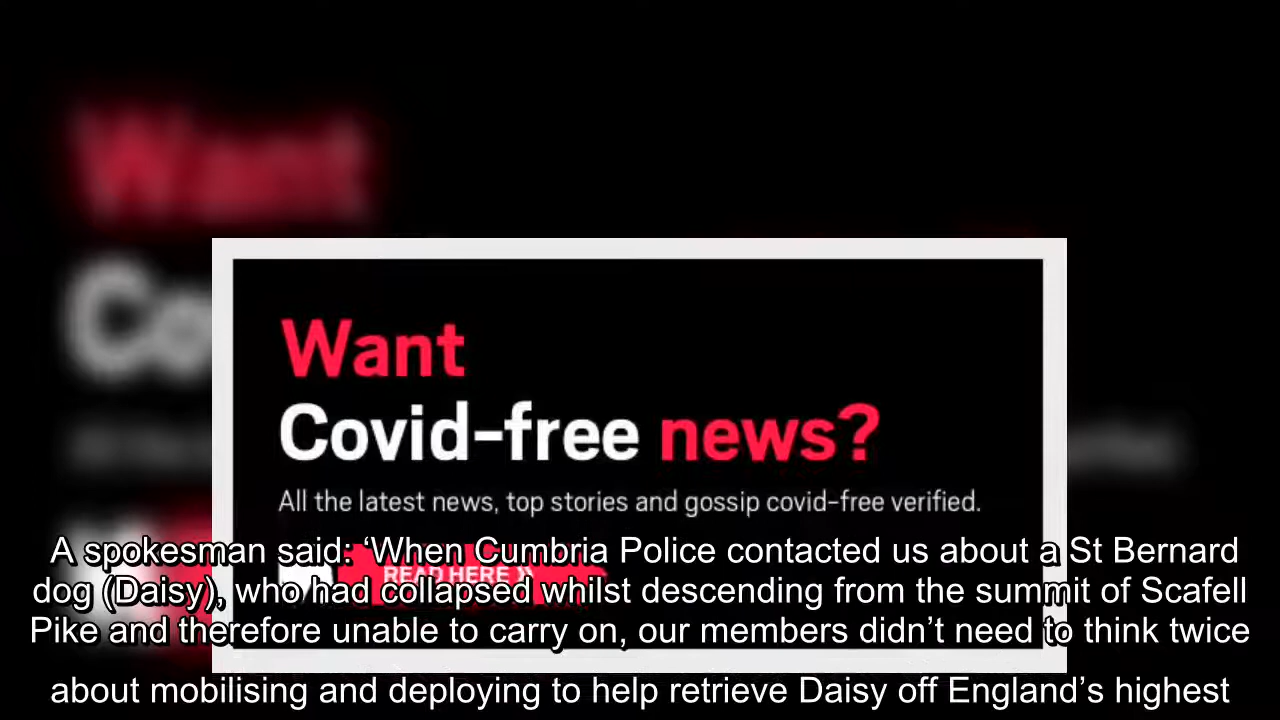 Want
Covid-free news?
All the latest news, top stories and gossip covid-free verified.
READ HERE »
A spokesman said: ‘When Cumbria Police contacted us about a St Bernard
dog (Daisy), who had collapsed whilst descending from the summit of Scafell
Pike and therefore unable to carry on, our members didn’t need to think twice
about mobilising and deploying to help retrieve Daisy off England’s highest